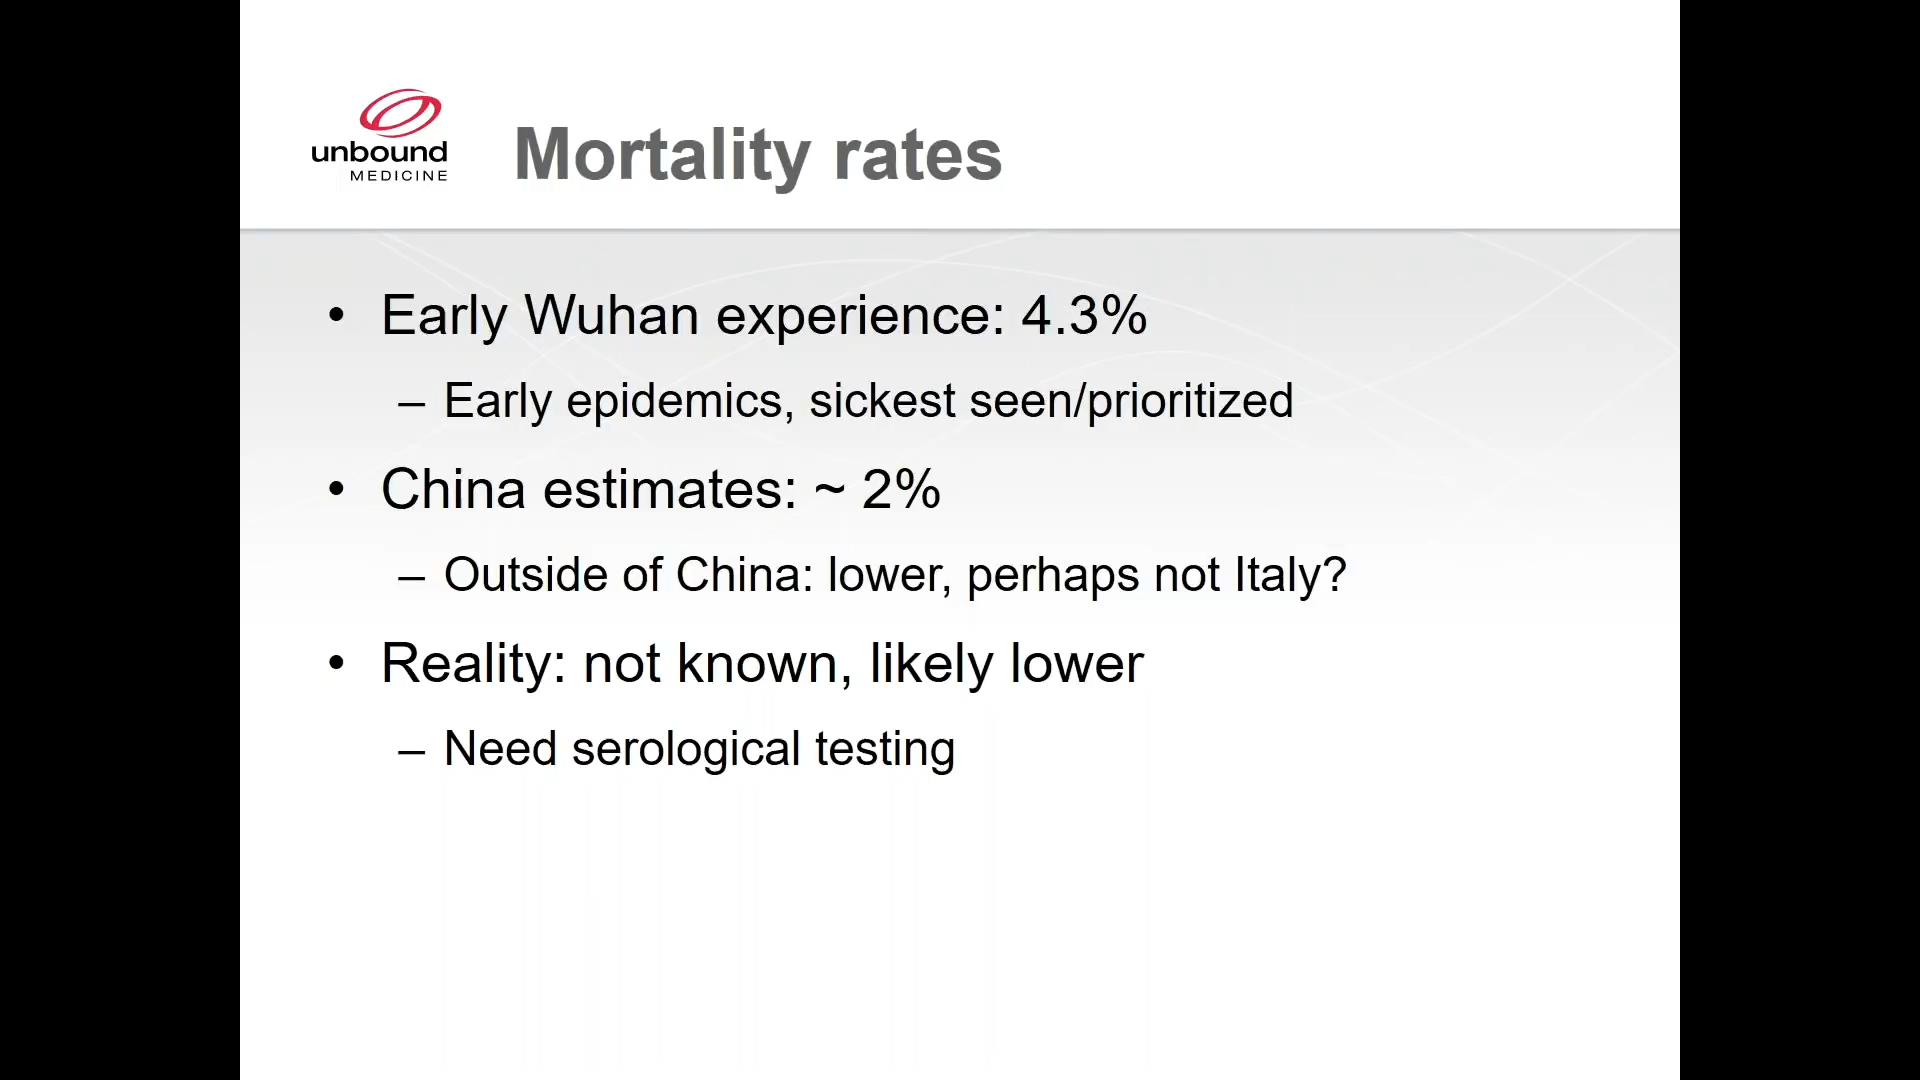 unbound
MEDICINE
Mortality rates
• Early Wuhan experience: 4.3%
– Early epidemics, sickest seen/prioritized
• China estimates: ~ 2%
– Outside of China: lower, perhaps not Italy?
• Reality: not known, likely lower
– Need serological testing